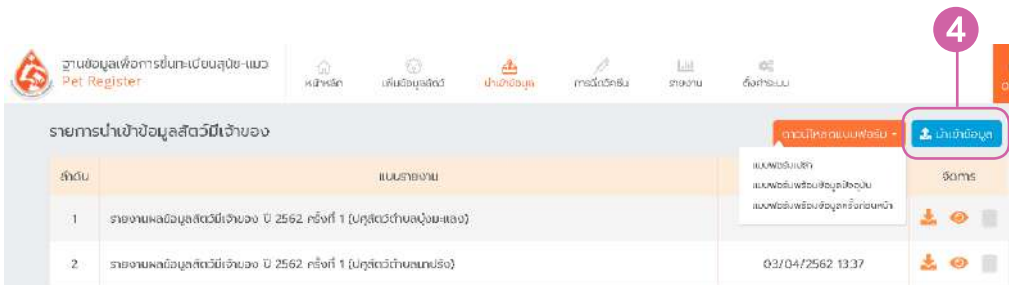 4
ฐานข้อมูลเพื่อการขึ้นทะเบียนสุนัข-แมว
Pet Register
หน้าหลัก
เพิ่มข้อมูลสัตว์
นำเข้าข้อมูล
การฉีดวัคซีน
รายงาน
ตั้งค่าระบบ
รายการนำเข้าข้อมูลสัตว์มีเจ้าของ
ดาวน์โหลดแบบฟอร์ม
นำเข้าข้อมูล
แบบฟอร์มเปล่า
แบบฟอร์มพร้อมข้อมูลปัจจุบัน
แบบฟอร์มพร้อมข้อมูลครั้งก่อนหน้า
ลำดับ แบบรายงาน จัดการ
1 รายงานผลข้อมูลสัตว์มีเจ้าของ ปี 2562 ครั้งที่ 1 (ปศุสัตว์ตำบลบุ่งมะแลง)
2 รายงานผลข้อมูลสัตว์มีเจ้าของ ปี 2562 ครั้งที่ 1 (ปศุสัตว์ตำบลนาปรัง) 03/04/2562 13:37